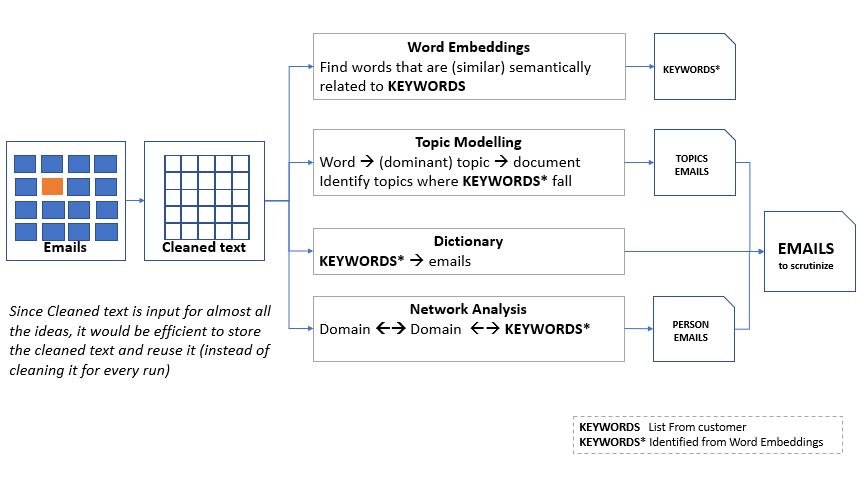 Word Embeddings
Find words that are (similar) semantically
related to KEYWORDS
KEYWORDS*
Topic Modelling
Word → (dominant) topic → document
Identify topics where KEYWORDS* fall
TOPICS
EMAILS
Emails
Cleaned text
Dictionary
KEYWORDS* → emails
EMAILS
to scrutinize
Network Analysis
Domain ←→ Domain ←→ KEYWORDS*
PERSON
EMAILS
Since Cleaned text is input for almost all
the ideas, it would be efficient to store
the cleaned text and reuse it (instead of
cleaning it for every run)
KEYWORDS List From customer
KEYWORDS* Identified from Word Embeddings